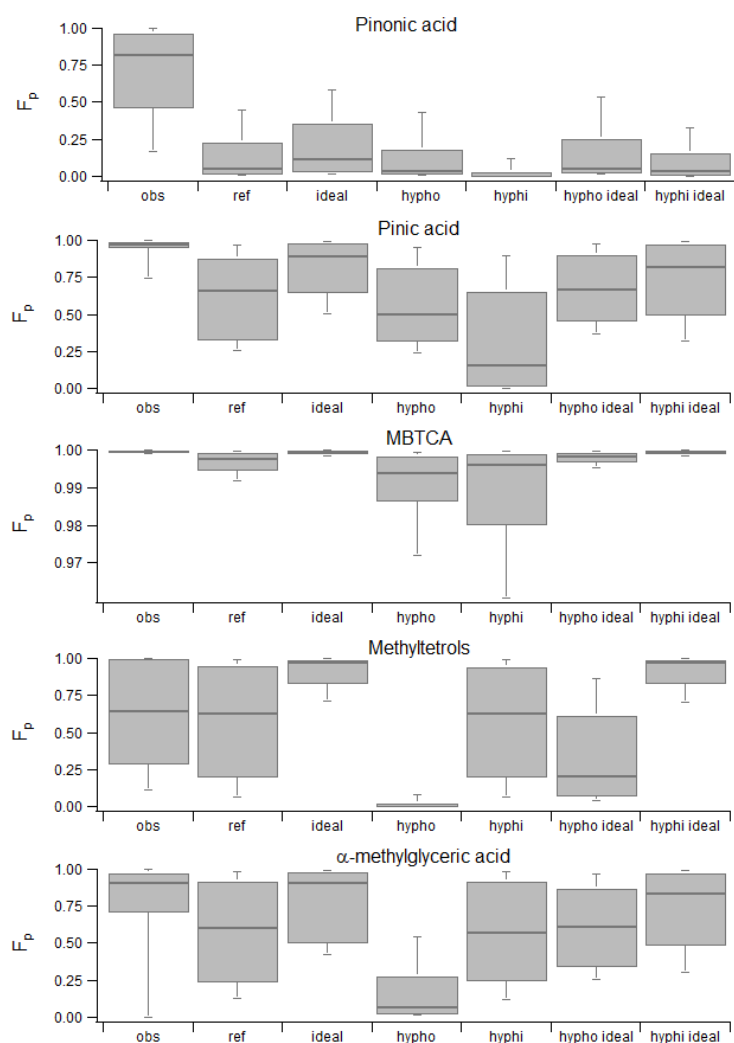 Pinonic acid
1.00
0.75
0.50
0.25
0.00
Fp
obs ref ideal hypho hyphi hypho ideal hyphi ideal
Pinic acid
1.00
0.75
0.50
0.25
0.00
Fp
obs ref ideal hypho hyphi hypho ideal hyphi ideal
MBTCA
1.00
0.99
0.98
0.97
Fp
obs ref ideal hypho hyphi hypho ideal hyphi ideal
Methyltetrols
1.00
0.75
0.50
0.25
0.00
Fp
obs ref ideal hypho hyphi hypho ideal hyphi ideal
α-methylglyceric acid
1.00
0.75
0.50
0.25
0.00
Fp
obs ref ideal hypho hyphi hypho ideal hyphi ideal